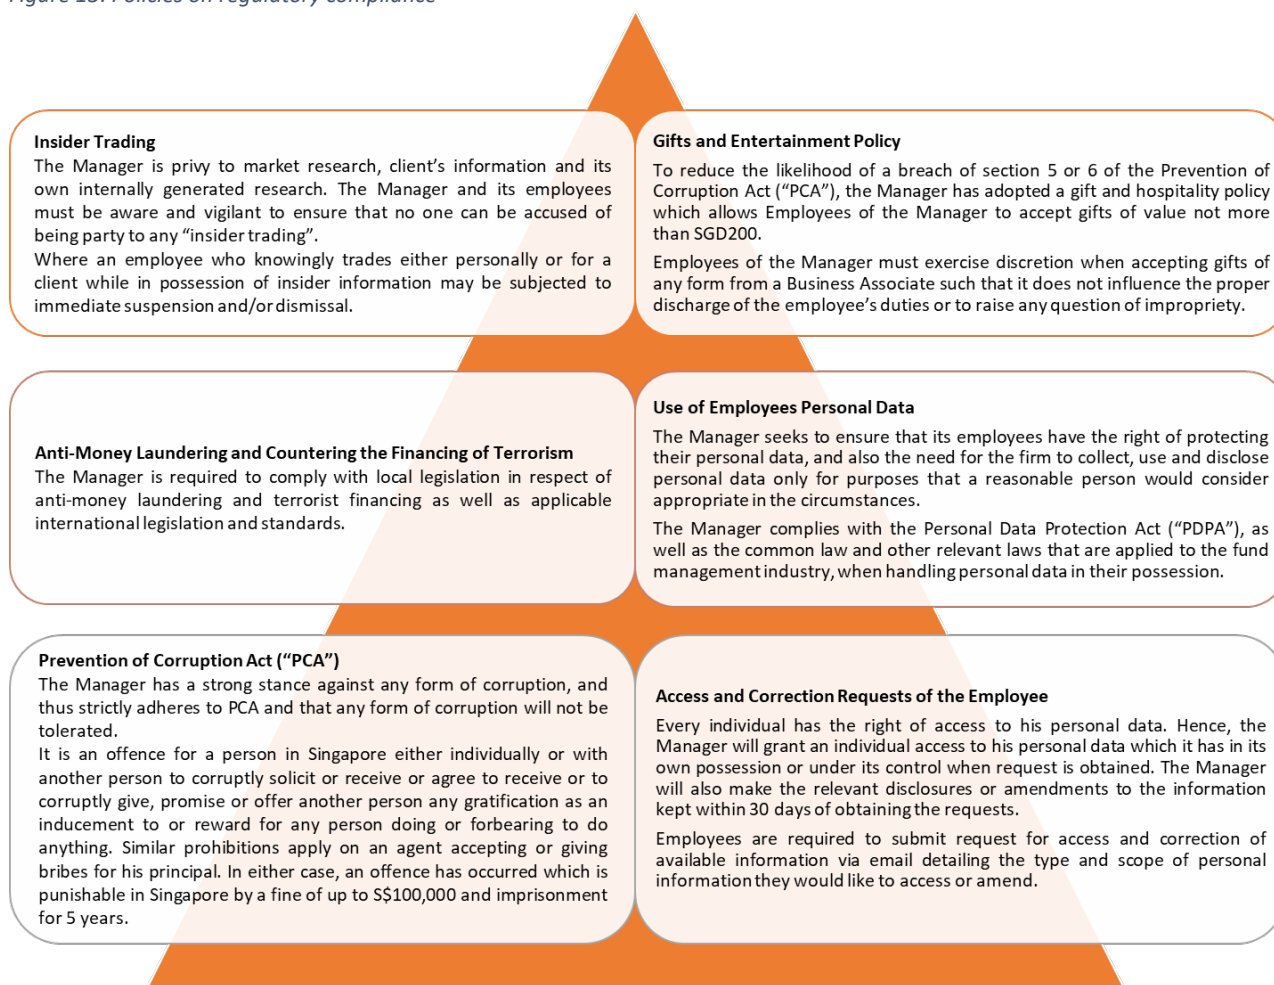 Figure 13: Policies on regulatory compliance
Insider Trading
The Manager is privy to market research, client’s information and its
own internally generated research. The Manager and its employees
must be aware and vigilant to ensure that no one can be accused of
being party to any “insider trading”.
Where an employee who knowingly trades either personally or for a
client while in possession of insider information may be subjected to
immediate suspension and/or dismissal.
Gifts and Entertainment Policy
To reduce the likelihood of a breach of section 5 or 6 of the Prevention of
Corruption Act (“PCA”), the Manager has adopted a gift and hospitality policy
which allows Employees of the Manager to accept gifts of value not more
than SGD200.
Employees of the Manager must exercise discretion when accepting gifts of
any form from a Business Associate such that it does not influence the proper
discharge of the employee’s duties or to raise any question of impropriety.
Anti-Money Laundering and Countering the Financing of Terrorism
The Manager is required to comply with local legislation in respect of
anti-money laundering and terrorist financing as well as applicable
international legislation and standards.
Use of Employees Personal Data
The Manager seeks to ensure that its employees have the right of protecting
their personal data, and also the need for the firm to collect, use and disclose
personal data only for purposes that a reasonable person would consider
appropriate in the circumstances.
The Manager complies with the Personal Data Protection Act (“PDPA”), as
well as the common law and other relevant laws that are applied to the fund
management industry, when handling personal data in their possession.
Prevention of Corruption Act (“PCA”)
The Manager has a strong stance against any form of corruption, and
thus strictly adheres to PCA and that any form of corruption will not be
tolerated.
It is an offence for a person in Singapore either individually or with
another person to corruptly solicit or receive or agree to receive or to
corruptly give, promise or offer another person any gratification as an
inducement to or reward for any person doing or forbearing to do
anything. Similar prohibitions apply on an agent accepting or giving
bribes for his principal. In either case, an offence has occurred which is
punishable in Singapore by a fine of up to S$100,000 and imprisonment
for 5 years.
Access and Correction Requests of the Employee
Every individual has the right of access to his personal data. Hence, the
Manager will grant an individual access to his personal data which it has in its
own possession or under its control when request is obtained. The Manager
will also make the relevant disclosures or amendments to the information
kept within 30 days of obtaining the requests.
Employees are required to submit request for access and correction of
available information via email detailing the type and scope of personal
information they would like to access or amend.